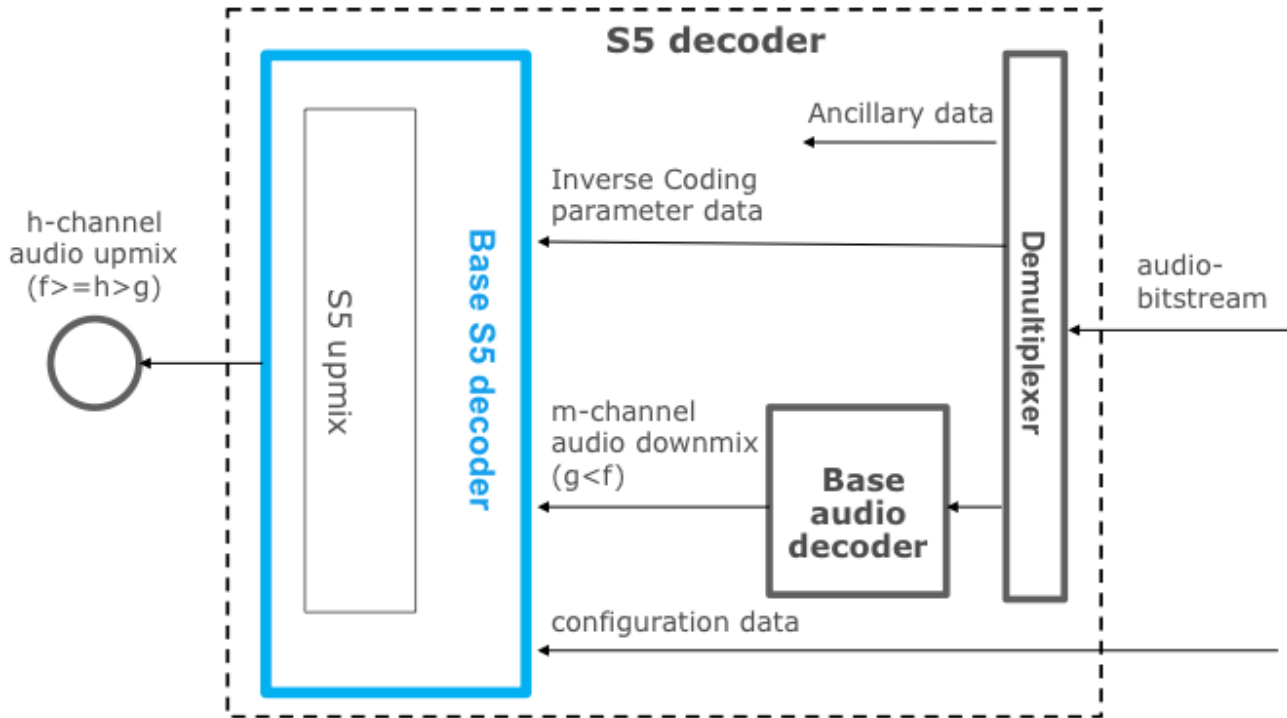 S5 decoder
Ancillary data
Inverse Coding
parameter data
h-channel
audio upmix
(f>=h>g)
S5 upmix
Base S5 decoder
Demultiplexer
audio-
bitstream
m-channel
audio downmix
(g<f)
Base
audio
decoder
configuration data